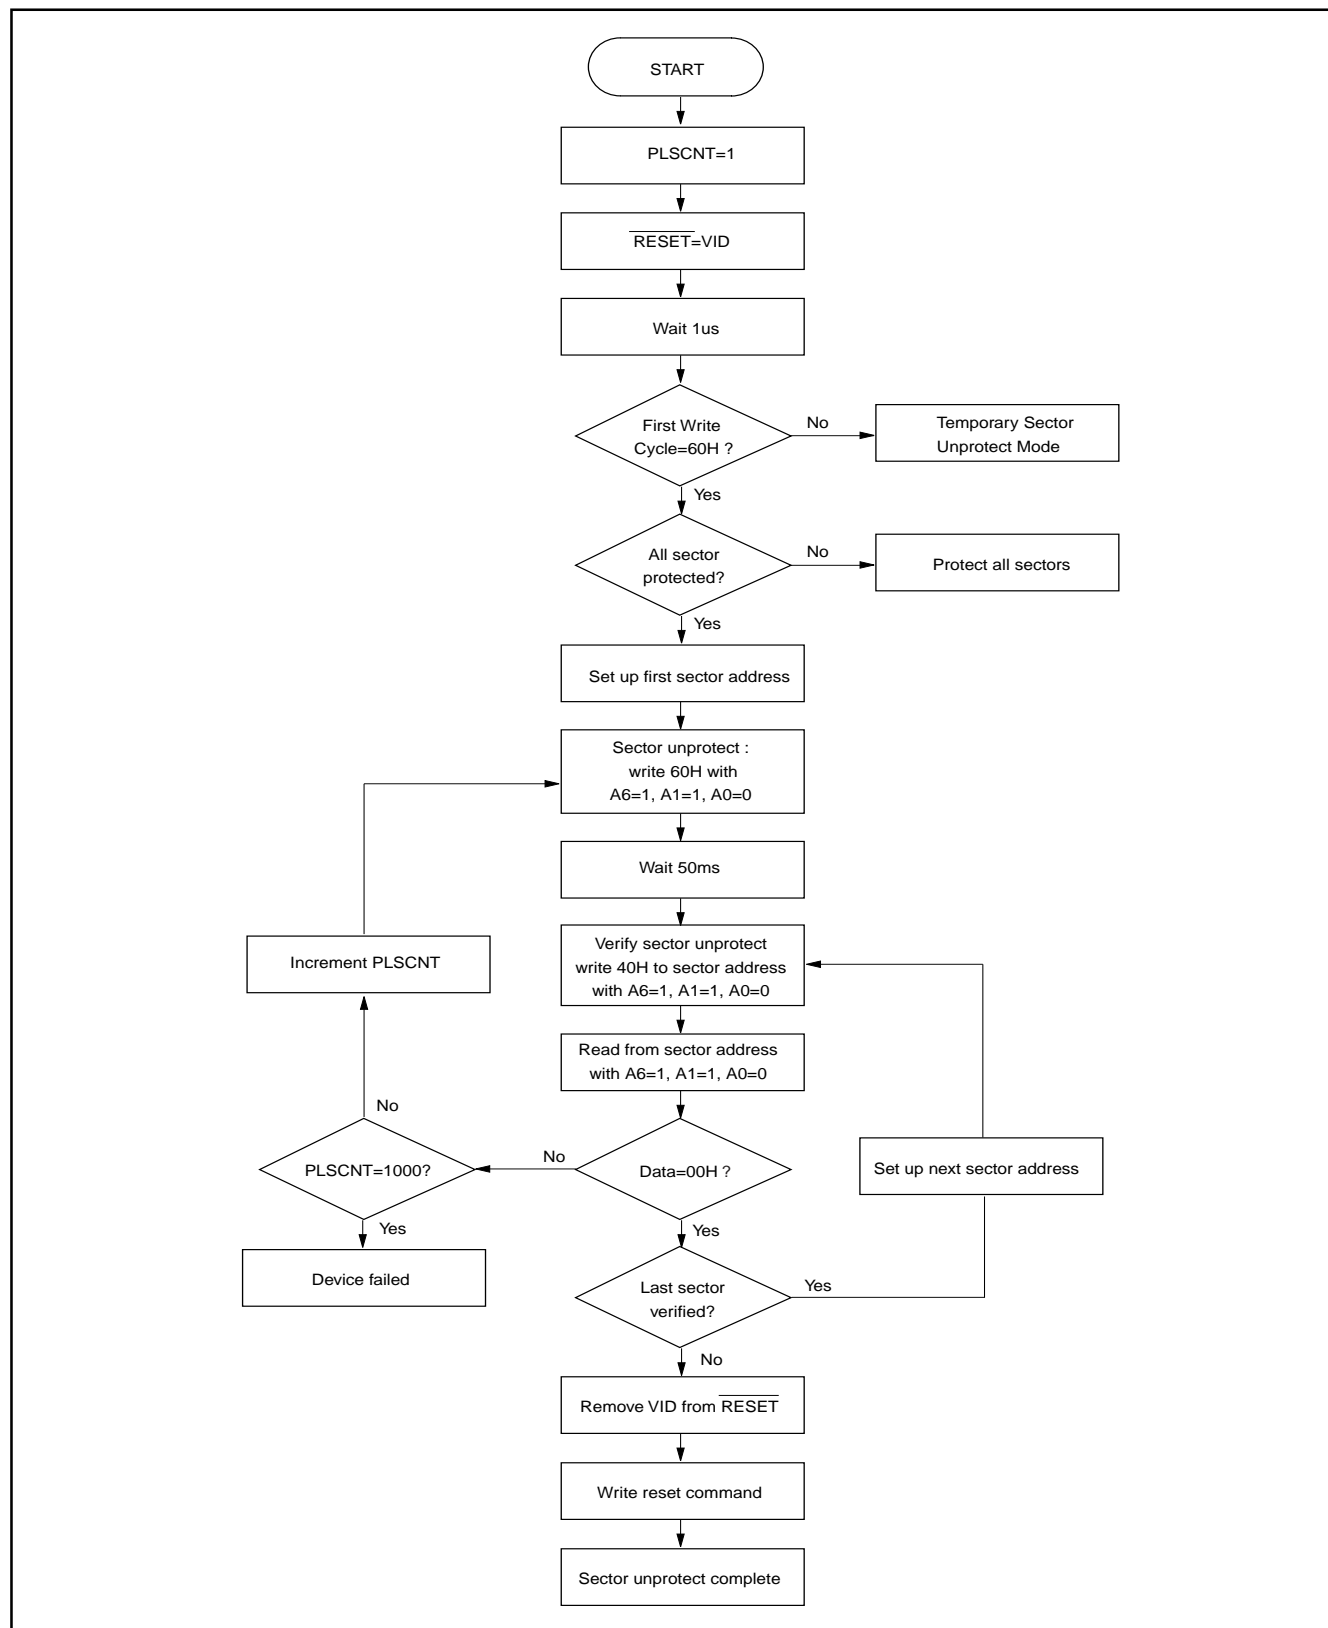 START
PLSCNT=1
RESET=VID
Wait 1us
First Write
Cycle=60H ?
No
Temporary Sector
Unprotect Mode
Yes
All sector
protected?
No
Protect all sectors
Yes
Set up first sector address
Sector unprotect :
write 60H with
A6=1, A1=1, A0=0
Wait 50ms
Increment PLSCNT
Verify sector unprotect
write 40H to sector address
with A6=1, A1=1, A0=0
Read from sector address
with A6=1, A1=1, A0=0
No
PLSCNT=1000?
No
Data=00H ?
Set up next sector address
Yes
Yes
Device failed
Last sector
verified?
Yes
No
Remove VID from RESET
Write reset command
Sector unprotect complete